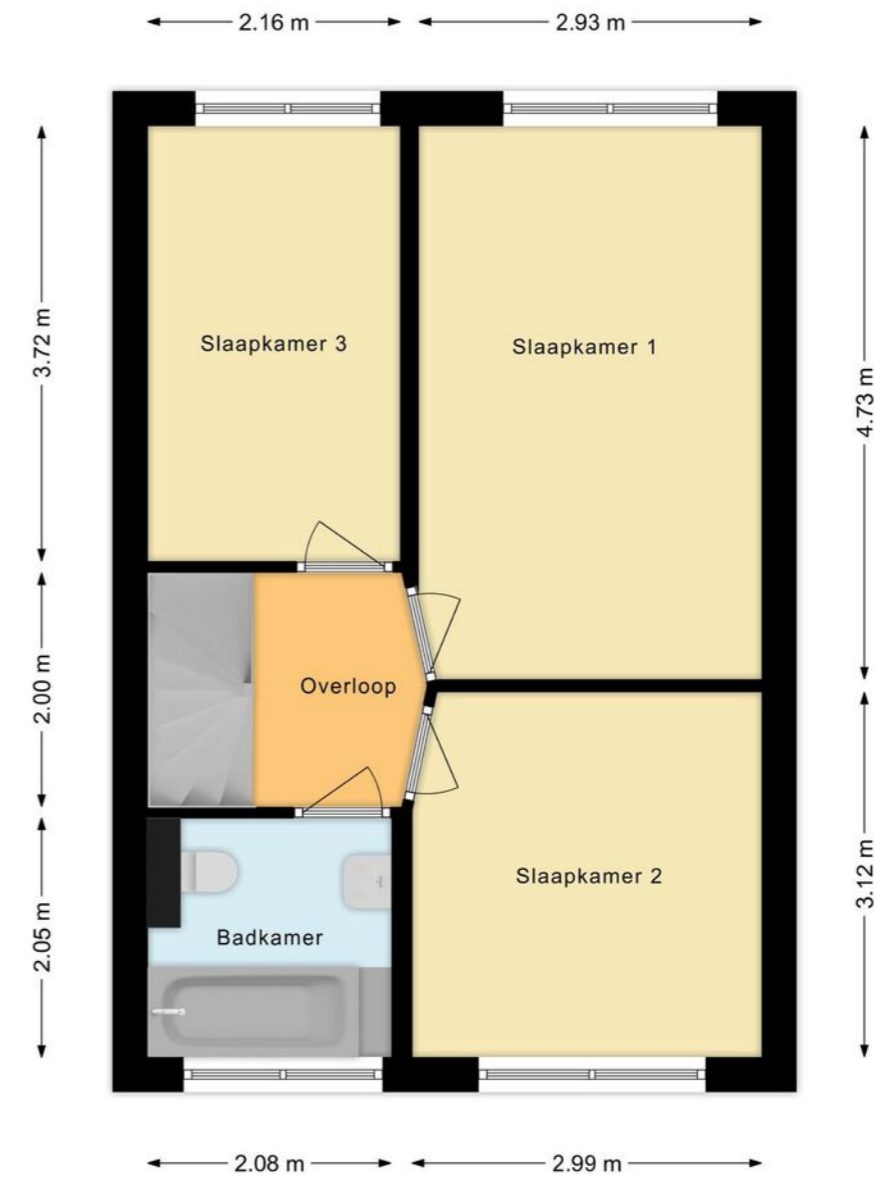 2.16 m
2.93 m
3.72 m
4.73 m
Slaapkamer 3
Slaapkamer 1
2.00 m
Overloop
2.05 m
3.12 m
Slaapkamer 2
Badkamer
2.08 m
2.99 m